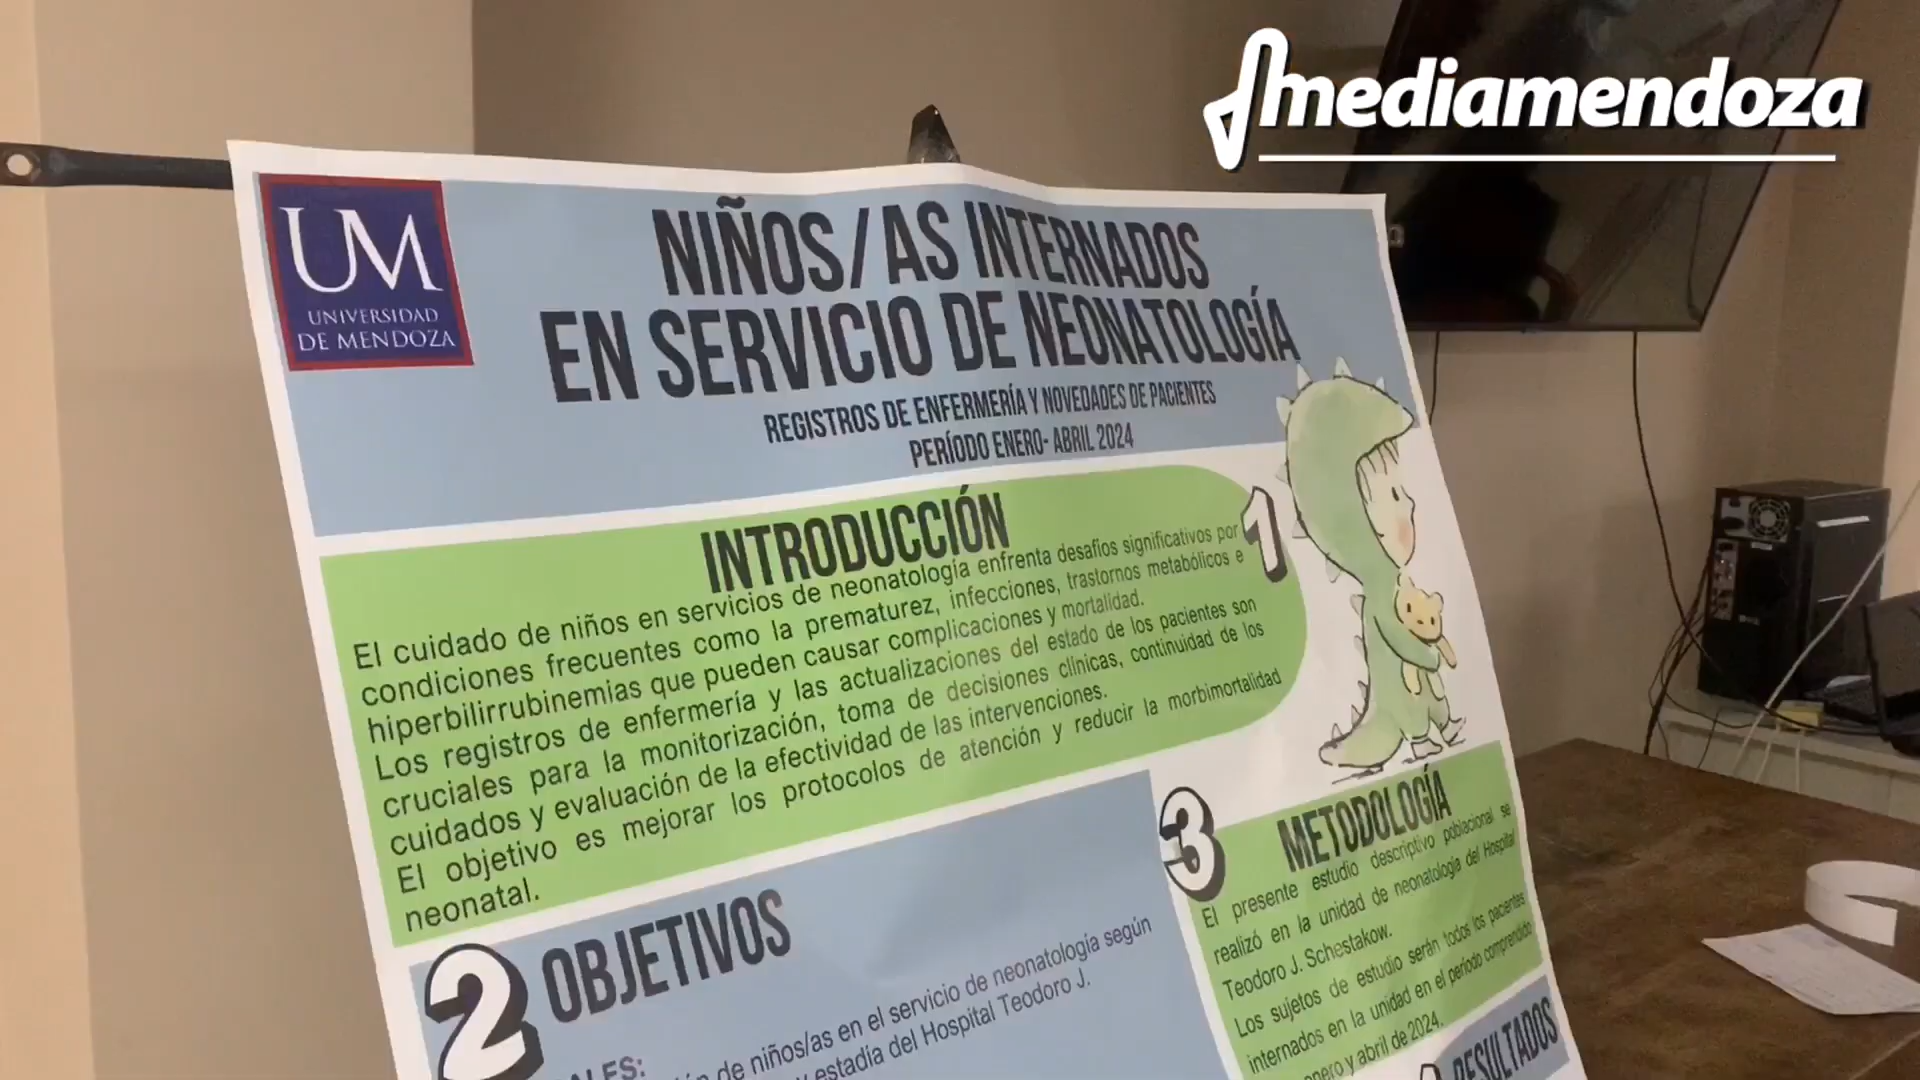 mediamendoza
UM
UNIVERSIDAD
DE MENDOZA
NIÑOS/AS INTERNADOS
EN SERVICIO DE NEONATOLOGÍA
REGISTROS DE ENFERMERÍA Y NOVEDADES DE PACIENTES
PERÍODO ENERO- ABRIL 2024
1
INTRODUCCIÓN
El cuidado de niños en servicios de neonatología enfrenta desafíos significativos por
condiciones frecuentes como la prematurez, infecciones, trastornos metabólicos e
hiperbilirrubinemias que pueden causar complicaciones y mortalidad.
Los registros de enfermería y las actualizaciones del estado de los pacientes son
cruciales para la monitorización, toma de decisiones clínicas, continuidad de los
cuidados y evaluación de la efectividad de las intervenciones.
El objetivo es mejorar los protocolos de atención y reducir la morbimortalidad
neonatal.
2 OBJETIVOS
de niños/as en el servicio de neonatología según
y estadía del Hospital Teodoro J.
3
METODOLOGÍA
El presente estudio descriptivo poblacional se
realizó en la unidad de neonatologia del Hospital
Teodoro J. Schestakow.
Los sujetos de estudio serán todos los pacientes
internados en la unidad en el período comprendido
enero y abril de 2024.
RESULTADOS